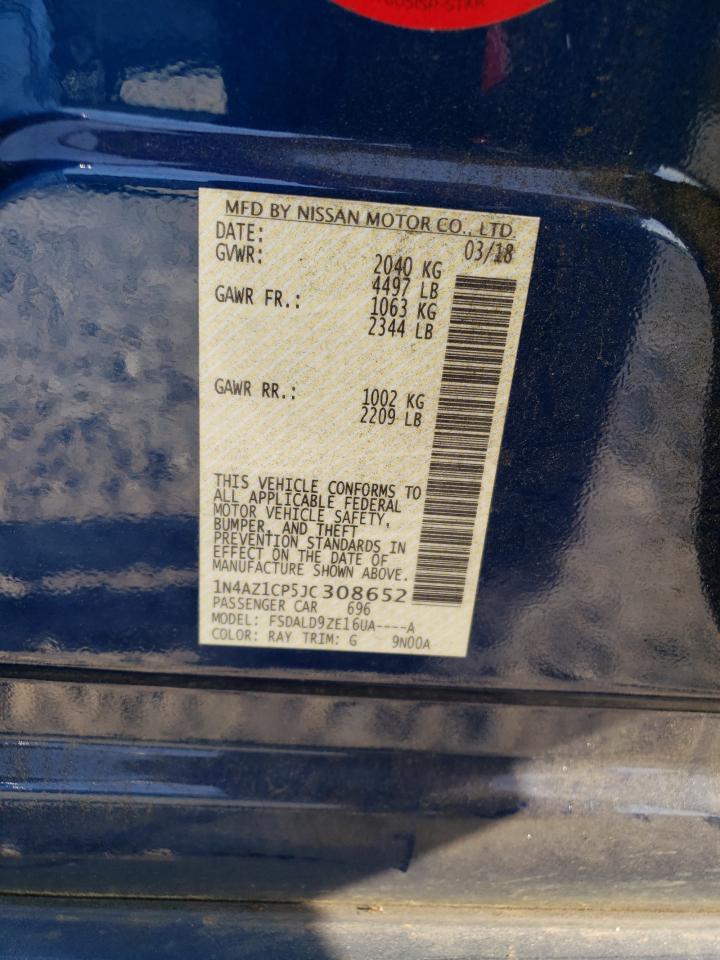 MFD BY NISSAN MOTOR CO., LTD.
DATE: 03/18
GVWR: 2040 KG
4497 LB
GAWR FR.: 1063 KG
2344 LB
GAWR RR.: 1002 KG
2209 LB
THIS VEHICLE CONFORMS TO
ALL APPLICABLE FEDERAL
MOTOR VEHICLE SAFETY,
BUMPER, AND THEFT
PREVENTION STANDARDS IN
EFFECT ON THE DATE OF
MANUFACTURE SHOWN ABOVE.
1N4AZ1CP5JC308652
PASSENGER CAR 696
MODEL: FSDALD9ZE16UA----A
COLOR: RAY TRIM: G 9N00A